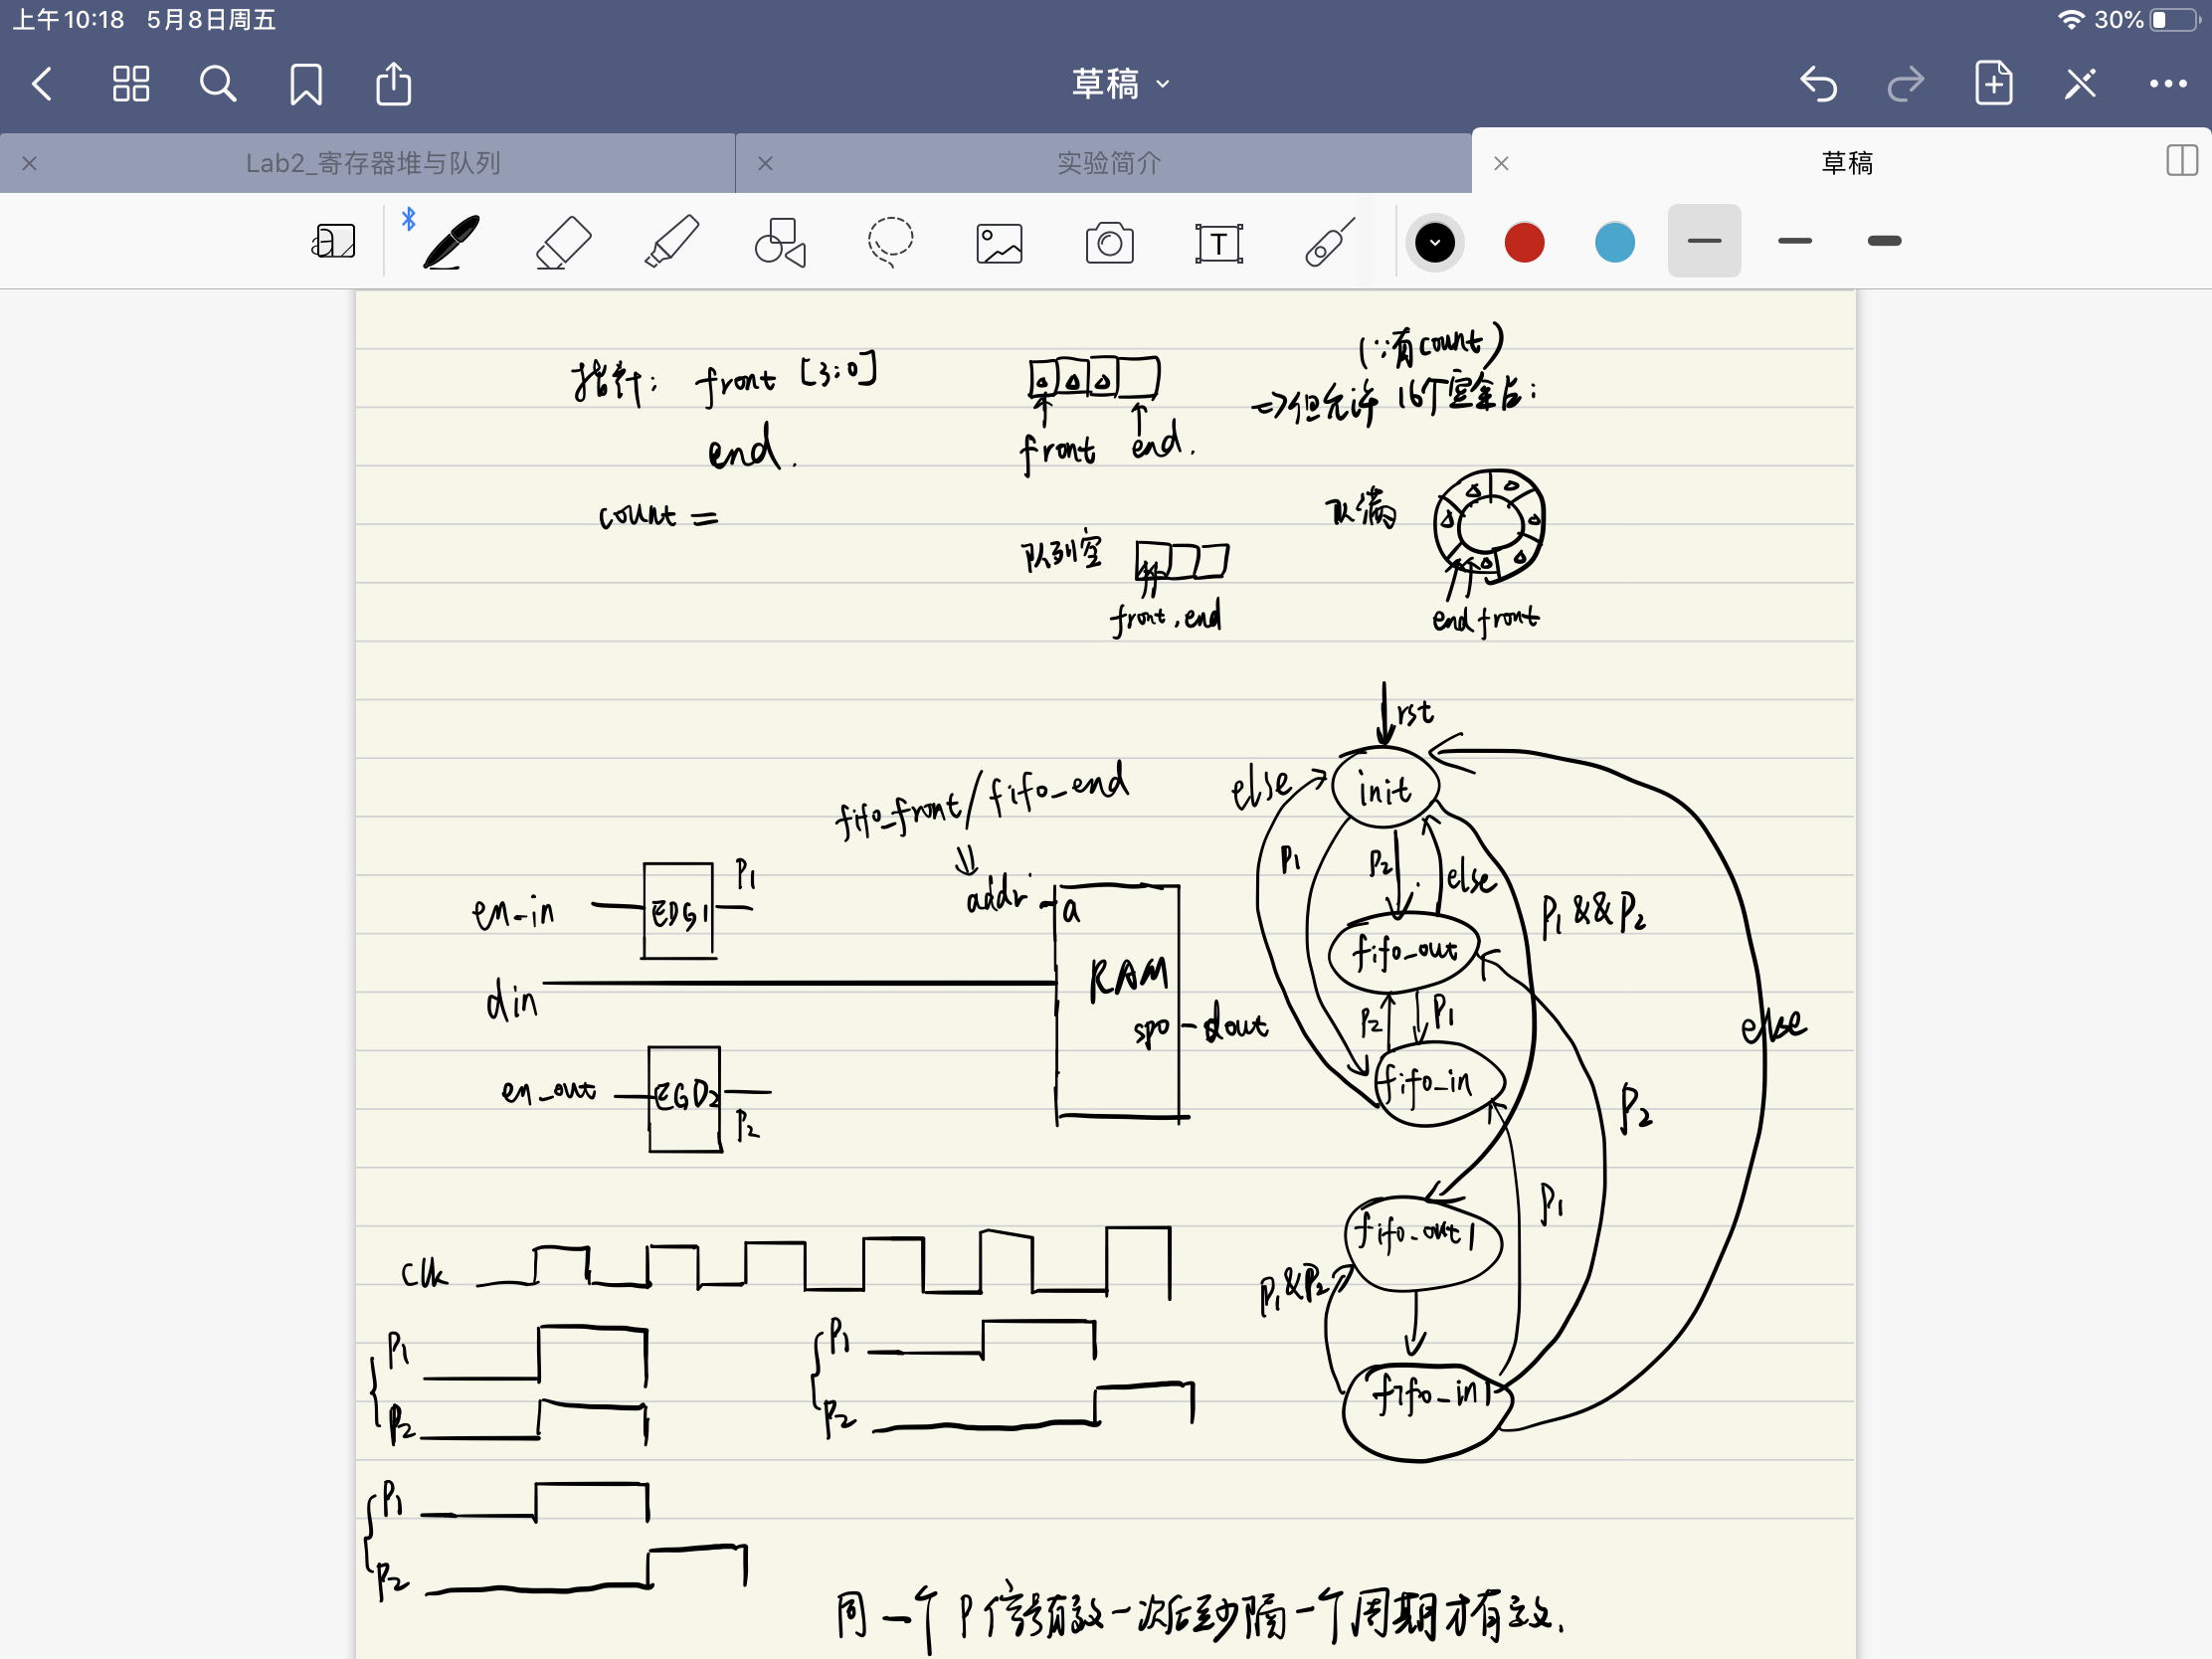 上午10:18 5月8日周五
30%
草稿
Lab2_寄存器堆与队列
实验简介
草稿
a
T
指针: front [3:0]
end.
count =
front end.
(∵有count)
=>但允许16个空全占:
队列空
front, end
队满
end front
rst
init
else
P1
P2
else
P1 && P2
fifo_out
P2
P1
fifo_in
else
P2
P1
fifo_out1
P1 & P2
fifo_in1
fifo_front / fifo_end
addr
a
RAM
spo
dout
en_in
EDG1
P1
din
en_out
EGD2
P2
clk
P1
P2
P1
P2
P1
P2
同一个P信号有效一次后至少隔一个周期才有效.